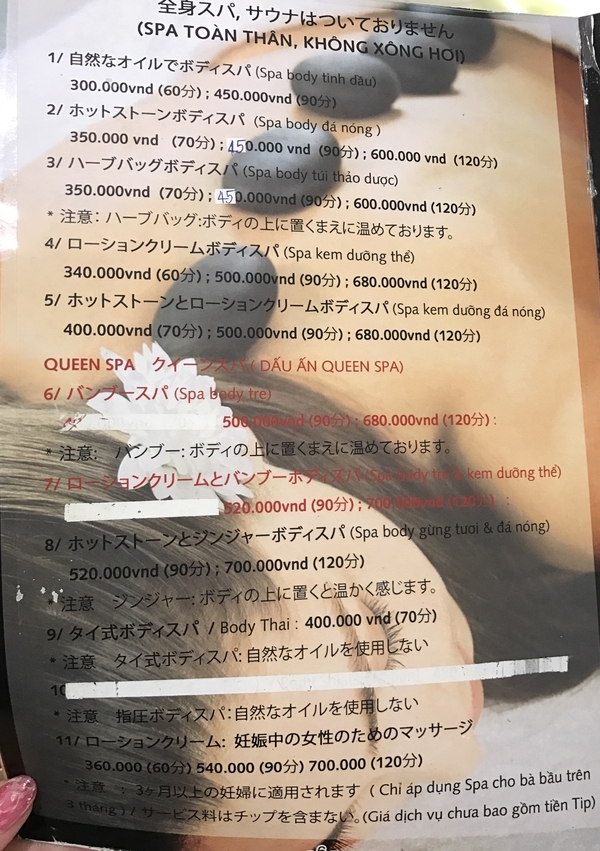 全身スパ, サウナはついておりません
(SPA TOÀN THÂN, KHÔNG XÔNG HƠI)
1/ 自然なオイルでボディスパ (Spa body tinh dầu)
300.000vnd (60分) ; 450.000vnd (90分)
2/ ホットストーンボディスパ (Spa body đá nóng )
350.000 vnd (70分) ; 450.000 vnd (90分) ; 600.000 vnd (120分)
3/ ハーブバッグボディスパ (Spa body túi thảo dược)
350.000vnd (70分) ; 450.000vnd (90分) ; 600.000vnd (120分)
* 注意: ハーブバッグ:ボディの上に置くまえに温めております。
4/ ローションクリームボディスパ (Spa kem dưỡng thể)
340.000vnd (60分) ; 500.000vnd (90分) ; 680.000vnd (120分)
5/ ホットストーンとローションクリームボディスパ (Spa kem dưỡng đá nóng)
400.000vnd (70分) ; 500.000vnd (90分) ; 680.000vnd (120分)
QUEEN SPA クイーンスパ ( DẤU ẤN QUEEN SPA)
6/ バンブースパ (Spa body tre)
500.000vnd (90分) ; 680.000vnd (120分) :
* 注意: バンブー: ボディの上に置くまえに温めております。
7/ ローションクリームとバンブーボディスパ (Spa body tre & kem dưỡng thể)
520.000vnd (90分) ; 700.000vnd (120分) :
8/ ホットストーンとジンジャーボディスパ (Spa body gừng tươi & đá nóng)
520.000vnd (90分) ; 700.000vnd (120分)
* 注意 ジンジャー: ボディの上に置くと温かく感じます。
9/ タイ式ボディスパ / Body Thai : 400.000 vnd (70分)
* 注意 タイ式ボディスパ: 自然なオイルを使用しない
10
* 注意 指圧ボディスパ: 自然なオイルを使用しない
11/ ローションクリーム: 妊娠中の女性のためのマッサージ
360.000 (60分) 540.000 (90分) 700.000 (120分)
* 注意 : 3ヶ月以上の妊婦に適用されます ( Chỉ áp dụng Spa cho bà bầu trên
3 tháng ) / サービス料はチップを含まない。(Giá dịch vụ chưa bao gồm tiền Tip)